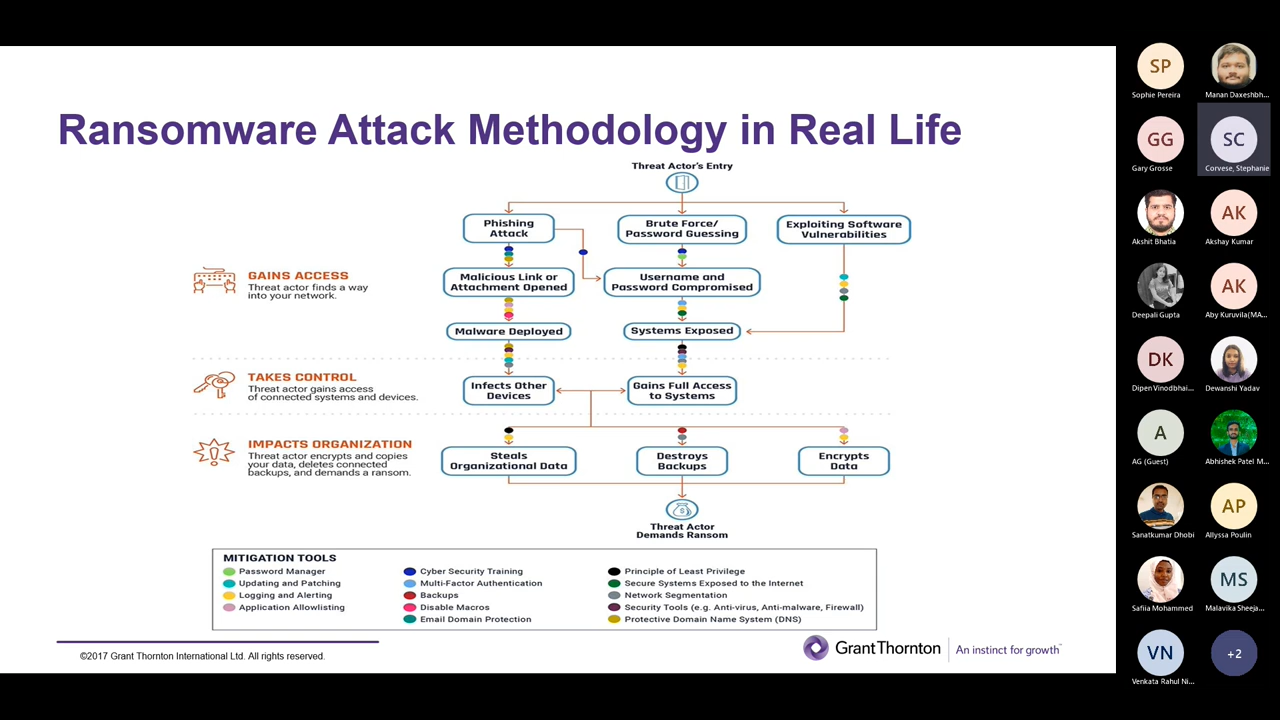 Ransomware Attack Methodology in Real Life
Threat Actor's Entry
Phishing
Attack
Brute Force/
Password Guessing
Exploiting Software
Vulnerabilities
GAINS ACCESS
Threat actor finds a way
into your network.
Malicious Link or
Attachment Opened
Username and
Password Compromised
Malware Deployed
Systems Exposed
TAKES CONTROL
Threat actor gains access
of connected systems and devices.
Infects Other
Devices
Gains Full Access
to Systems
IMPACTS ORGANIZATION
Threat actor encrypts and copies
your data, deletes connected
backups, and demands a ransom.
Steals
Organizational Data
Destroys
Backups
Encrypts
Data
Threat Actor
Demands Ransom
MITIGATION TOOLS
Password Manager
Updating and Patching
Logging and Alerting
Application Allowlisting
Cyber Security Training
Multi-Factor Authentication
Backups
Disable Macros
Email Domain Protection
Principle of Least Privilege
Secure Systems Exposed to the Internet
Network Segmentation
Security Tools (e.g. Anti-virus, Anti-malware, Firewall)
Protective Domain Name System (DNS)
©2017 Grant Thornton International Ltd. All rights reserved.
Grant Thornton
An instinct for growth™
SP
Sophie Pereira
Manan Daxeshbh...
GG
Gary Grosse
SC
Corvese, Stephanie
Akshit Bhatia
AK
Akshay Kumar
Deepali Gupta
AK
Aby Kuruvila(MA...
DK
Dipen Vinodbhai...
Dewanshi Yadav
A
AG (Guest)
Abhishek Patel M...
Sanatkumar Dhobi
AP
Allyssa Poulin
Safiia Mohammed
MS
Malavika Sheeja...
VN
Venkata Rahul Ni...
+2